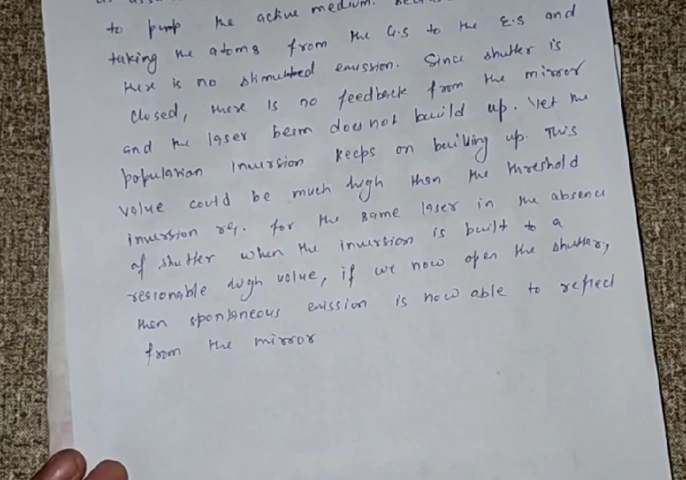 to pump the active medium.
taking the atoms from the G.S to the E.S and
there is no stimulated emission. Since shutter is
closed, there is no feedback from the mirror
and the laser beam does not build up. Yet the
population inversion keeps on building up. This
value could be much high then the threshold
inversion req. for the same laser in the absence
of shutter when the inversion is built to a
resonable high value, if we now open the shutter,
then spontaneous emission is now able to reflect
from the mirror